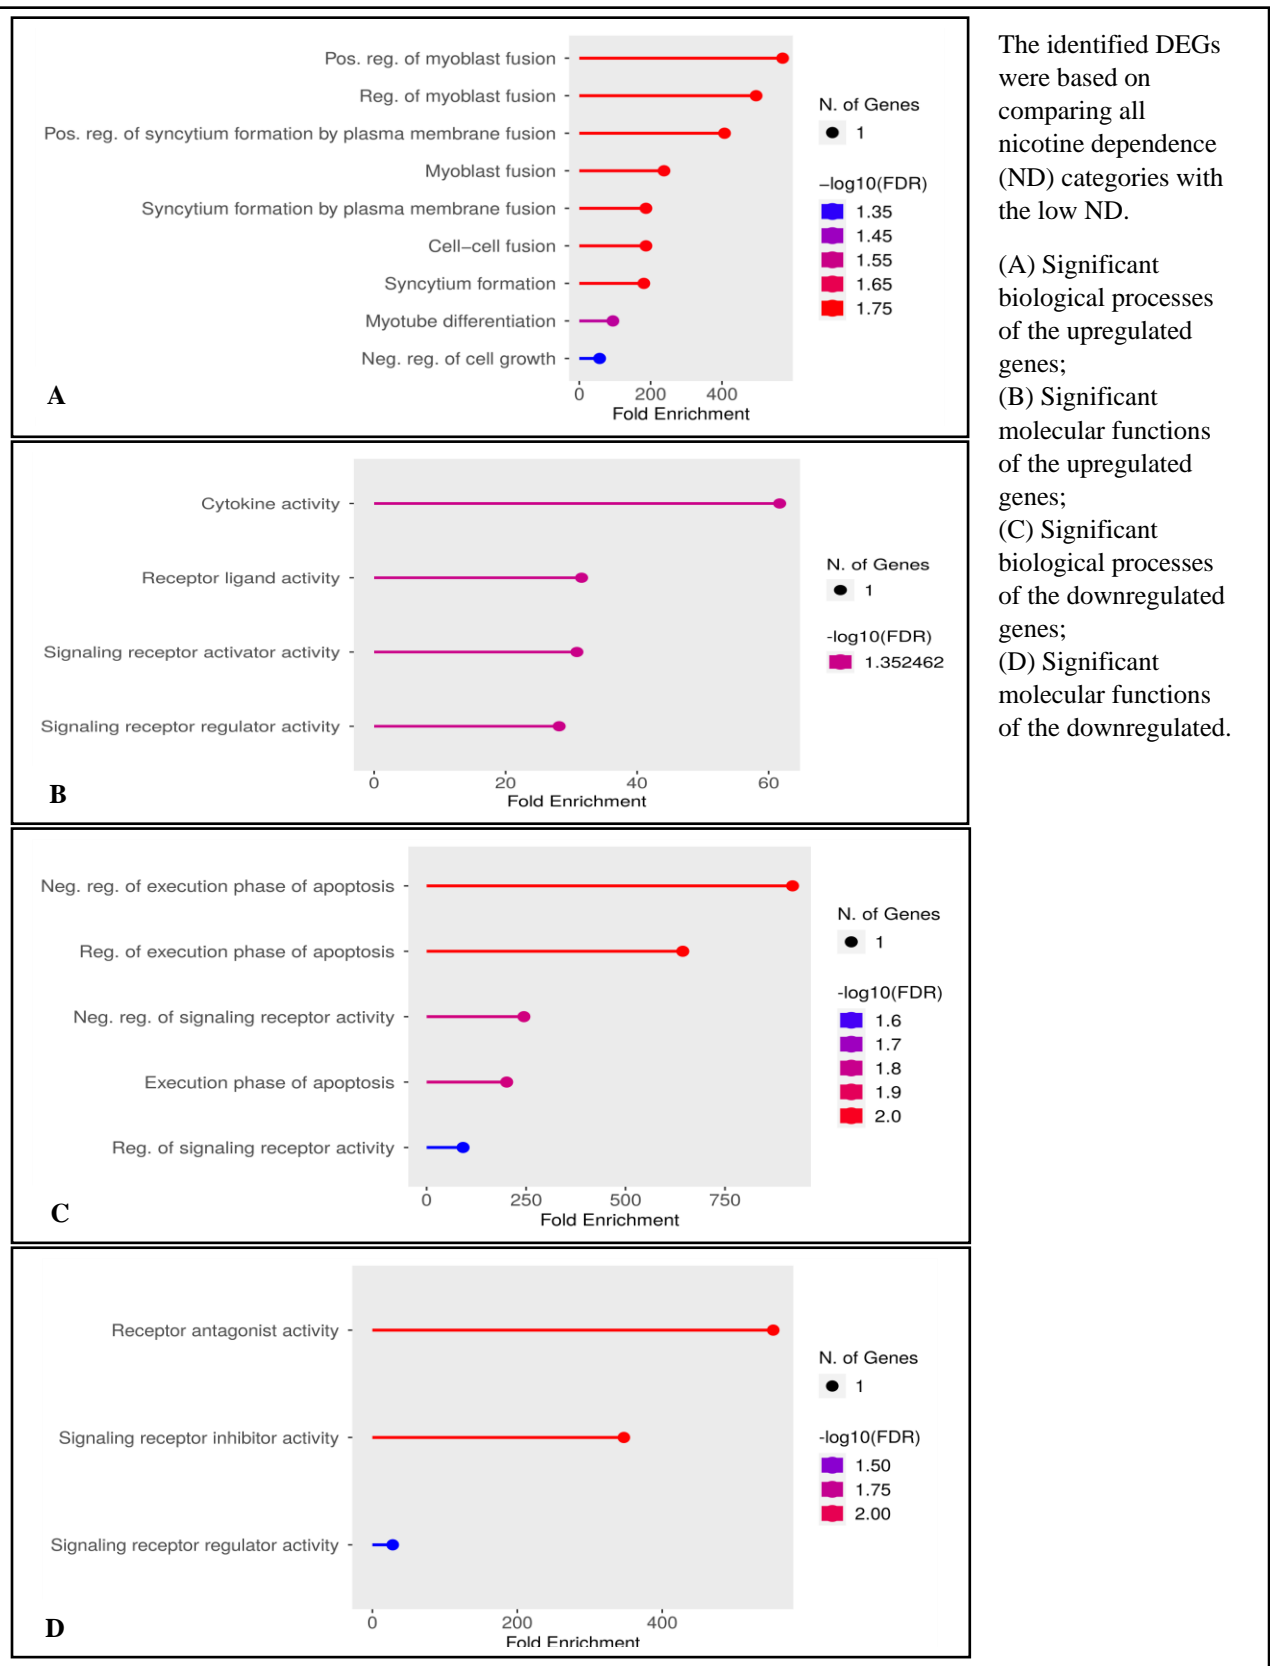 Pos. reg. of myoblast fusion
Reg. of myoblast fusion
Pos. reg. of syncytium formation by plasma membrane fusion
Myoblast fusion
Syncytium formation by plasma membrane fusion
Cell−cell fusion
Syncytium formation
Myotube differentiation
Neg. reg. of cell growth
0 200 400
Fold Enrichment
N. of Genes
1
−log10(FDR)
1.35
1.45
1.55
1.65
1.75
A
Cytokine activity
Receptor ligand activity
Signaling receptor activator activity
Signaling receptor regulator activity
0 20 40 60
Fold Enrichment
N. of Genes
1
-log10(FDR)
1.352462
B
Neg. reg. of execution phase of apoptosis
Reg. of execution phase of apoptosis
Neg. reg. of signaling receptor activity
Execution phase of apoptosis
Reg. of signaling receptor activity
0 250 500 750
Fold Enrichment
N. of Genes
1
-log10(FDR)
1.6
1.7
1.8
1.9
2.0
C
Receptor antagonist activity
Signaling receptor inhibitor activity
Signaling receptor regulator activity
0 200 400
Fold Enrichment
N. of Genes
1
-log10(FDR)
1.50
1.75
2.00
D
The identified DEGs
were based on
comparing all
nicotine dependence
(ND) categories with
the low ND.
(A) Significant
biological processes
of the upregulated
genes;
(B) Significant
molecular functions
of the upregulated
genes;
(C) Significant
biological processes
of the downregulated
genes;
(D) Significant
molecular functions
of the downregulated.